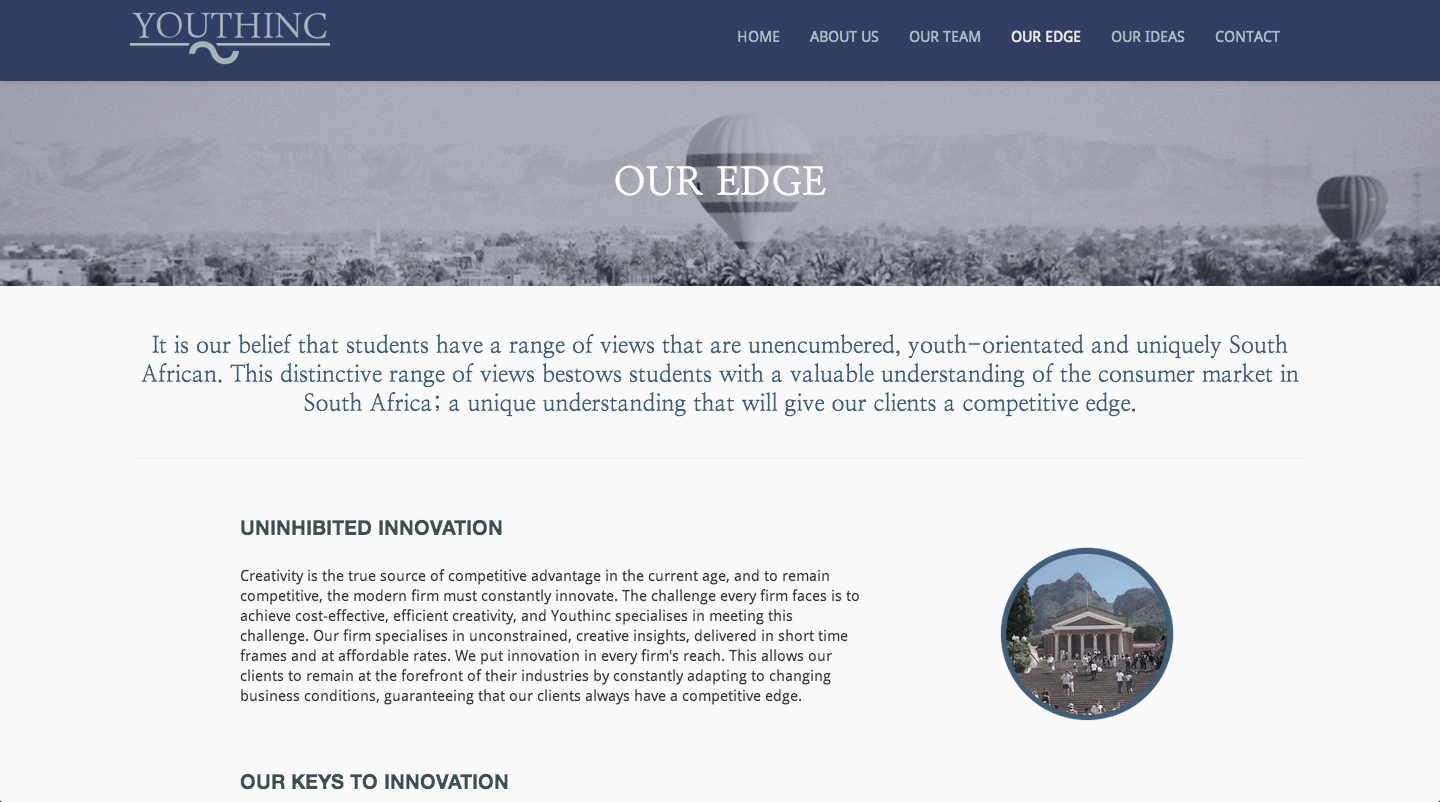 YOUTHINC
HOME ABOUT US OUR TEAM OUR EDGE OUR IDEAS CONTACT
OUR EDGE
It is our belief that students have a range of views that are unencumbered, youth-orientated and uniquely South
African. This distinctive range of views bestows students with a valuable understanding of the consumer market in
South Africa; a unique understanding that will give our clients a competitive edge.
UNINHIBITED INNOVATION
Creativity is the true source of competitive advantage in the current age, and to remain
competitive, the modern firm must constantly innovate. The challenge every firm faces is to
achieve cost-effective, efficient creativity, and Youthinc specialises in meeting this
challenge. Our firm specialises in unconstrained, creative insights, delivered in short time
frames and at affordable rates. We put innovation in every firm's reach. This allows our
clients to remain at the forefront of their industries by constantly adapting to changing
business conditions, guaranteeing that our clients always have a competitive edge.
OUR KEYS TO INNOVATION